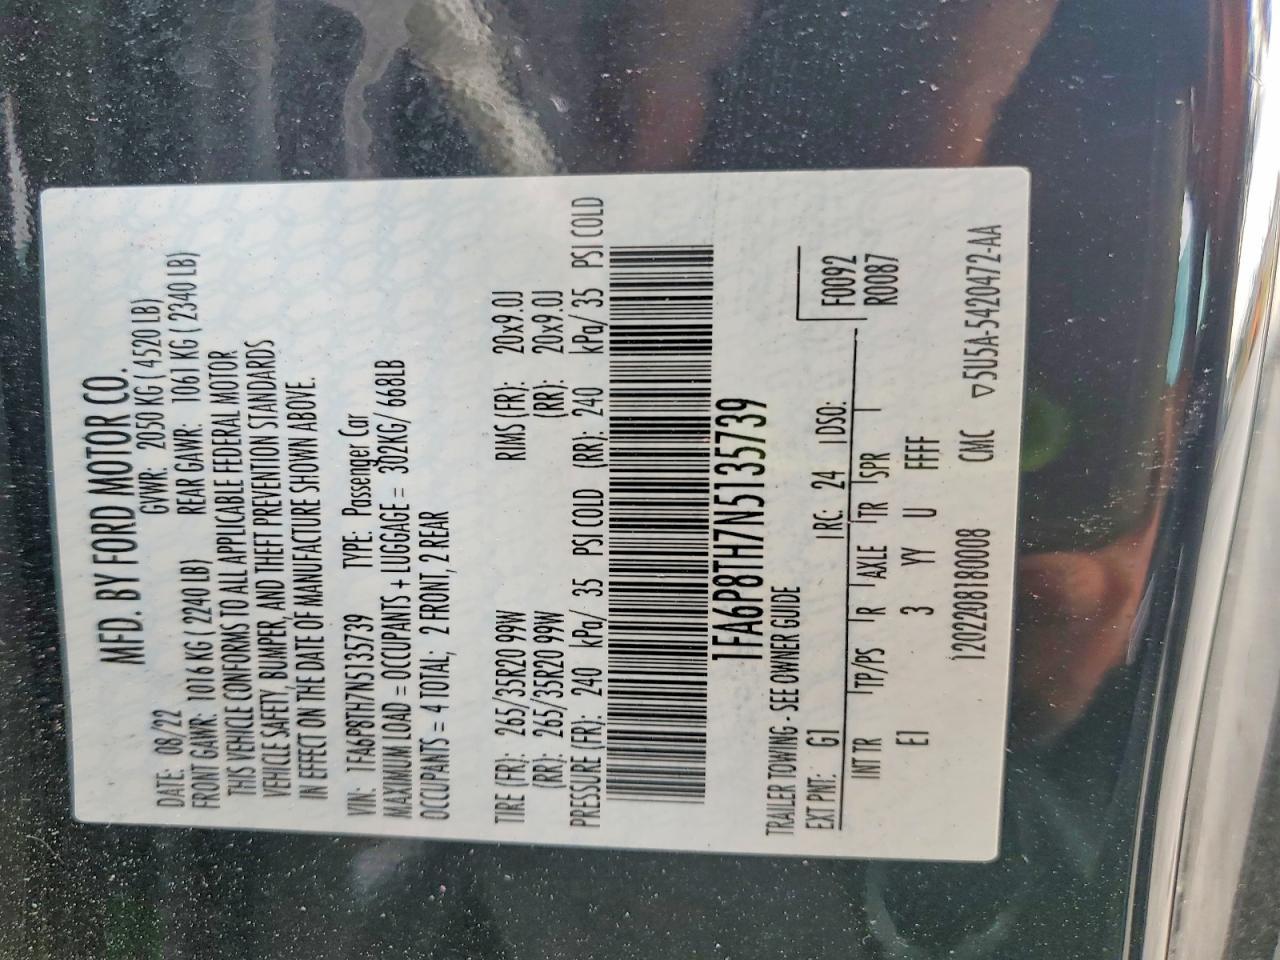 MFD. BY FORD MOTOR CO.
DATE: 08/22 GVWR: 2050 KG ( 4520 LB)
FRONT GAWR: 1016 KG ( 2240 LB) REAR GAWR: 1061 KG ( 2340 LB)
THIS VEHICLE CONFORMS TO ALL APPLICABLE FEDERAL MOTOR
VEHICLE SAFETY, BUMPER, AND THEFT PREVENTION STANDARDS
IN EFFECT ON THE DATE OF MANUFACTURE SHOWN ABOVE.
VIN: 1FA6P8TH7N5135739 TYPE: Passenger Car
MAXIMUM LOAD = OCCUPANTS + LUGGAGE = 302KG/ 668LB
OCCUPANTS = 4 TOTAL; 2 FRONT, 2 REAR
TIRE (FR): 265/35R20 99W RIMS (FR): 20x9.0J
(RR): 265/35R20 99W (RR): 20x9.0J
PRESSURE (FR): 240 kPa/ 35 PSI COLD (RR): 240 kPa/ 35 PSI COLD
1FA6P8TH7N5135739
TRAILER TOWING - SEE OWNER GUIDE
EXT PNT: G1 RC: 24 DSO: F0092
INT TR TP/PS R AXLE TR SPR R0087
E1 3 YY U FFFF
1202208180008 CMC ▽5U5A-5420472-AA